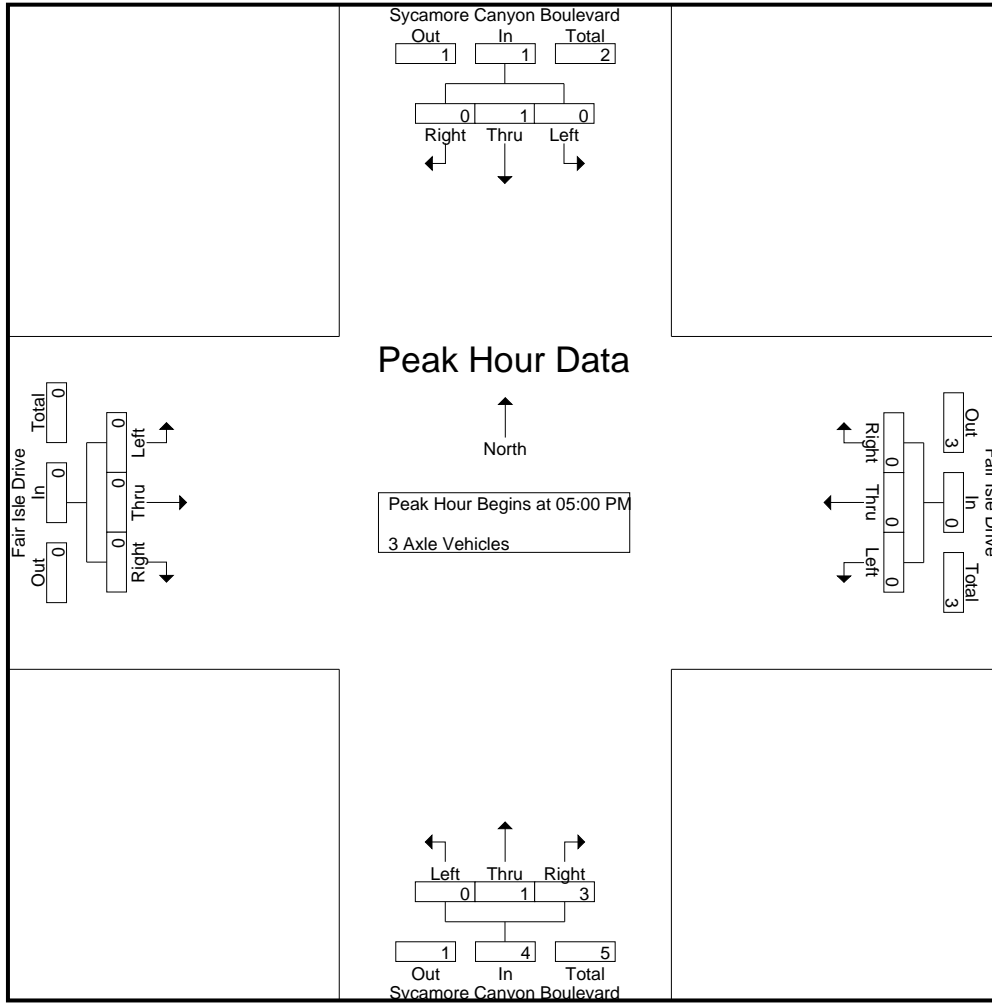 Sycamore Canyon Boulevard
Out In Total
1 1 2
0 1 0
Right Thru Left
Peak Hour Data
North
Peak Hour Begins at 05:00 PM
3 Axle Vehicles
Fair Isle Drive
Total In Out
0 0 0
0 0 0
Left Thru Right
Right Thru Left
0 0 0
Out In Total
3 0 3
Fair Isle Drive
Left Thru Right
0 1 3
1 4 5
Out In Total
Sycamore Canyon Boulevard